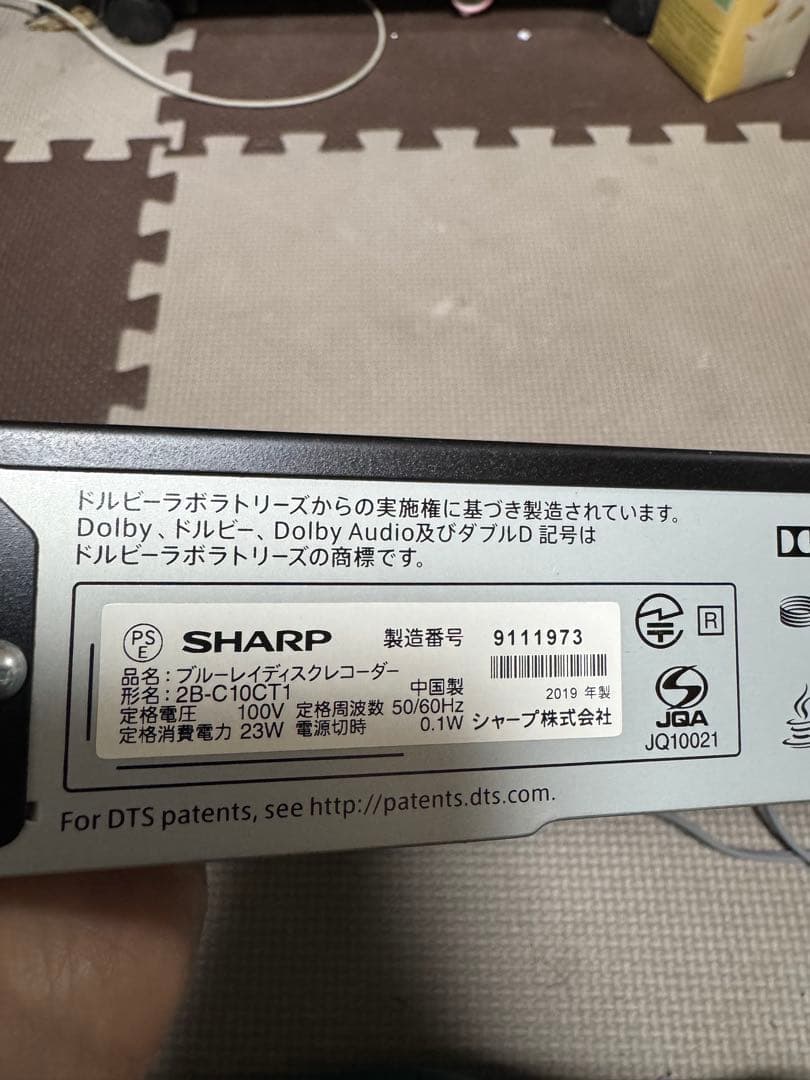 ドルビーラボラトリーズからの実施権に基づき製造されています。
Dolby、ドルビー、Dolby Audio及びダブルD 記号は
ドルビーラボラトリーズの商標です。
PS
E
SHARP
製造番号 9111973
品名:ブルーレイディスクレコーダー
形名:2B-C10CT1
中国製
2019 年製
定格電圧 100V 定格周波数 50/60Hz
定格消費電力 23W 電源切時 0.1W
シャープ株式会社
R
JQA
JQ10021
For DTS patents, see http://patents.dts.com.